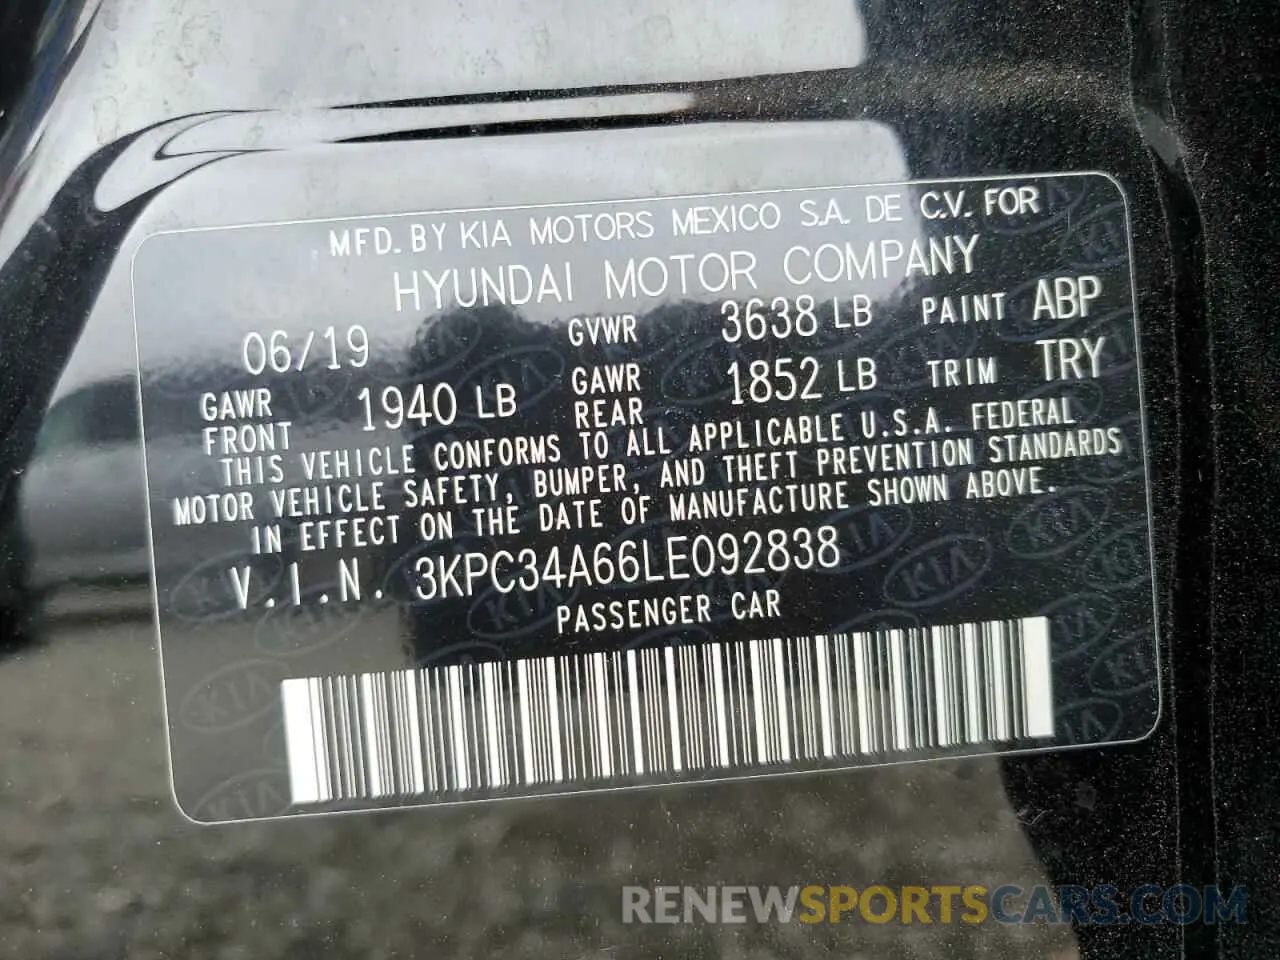 MFD. BY KIA MOTORS MEXICO S.A. DE C.V. FOR
HYUNDAI MOTOR COMPANY
06/19 GVWR 3638 LB PAINT ABP
GAWR FRONT 1940 LB GAWR REAR 1852 LB TRIM TRY
THIS VEHICLE CONFORMS TO ALL APPLICABLE U.S.A. FEDERAL
MOTOR VEHICLE SAFETY, BUMPER, AND THEFT PREVENTION STANDARDS
IN EFFECT ON THE DATE OF MANUFACTURE SHOWN ABOVE.
V.I.N. 3KPC34A66LE092838
PASSENGER CAR
RENEWSPORTSCARS.COM